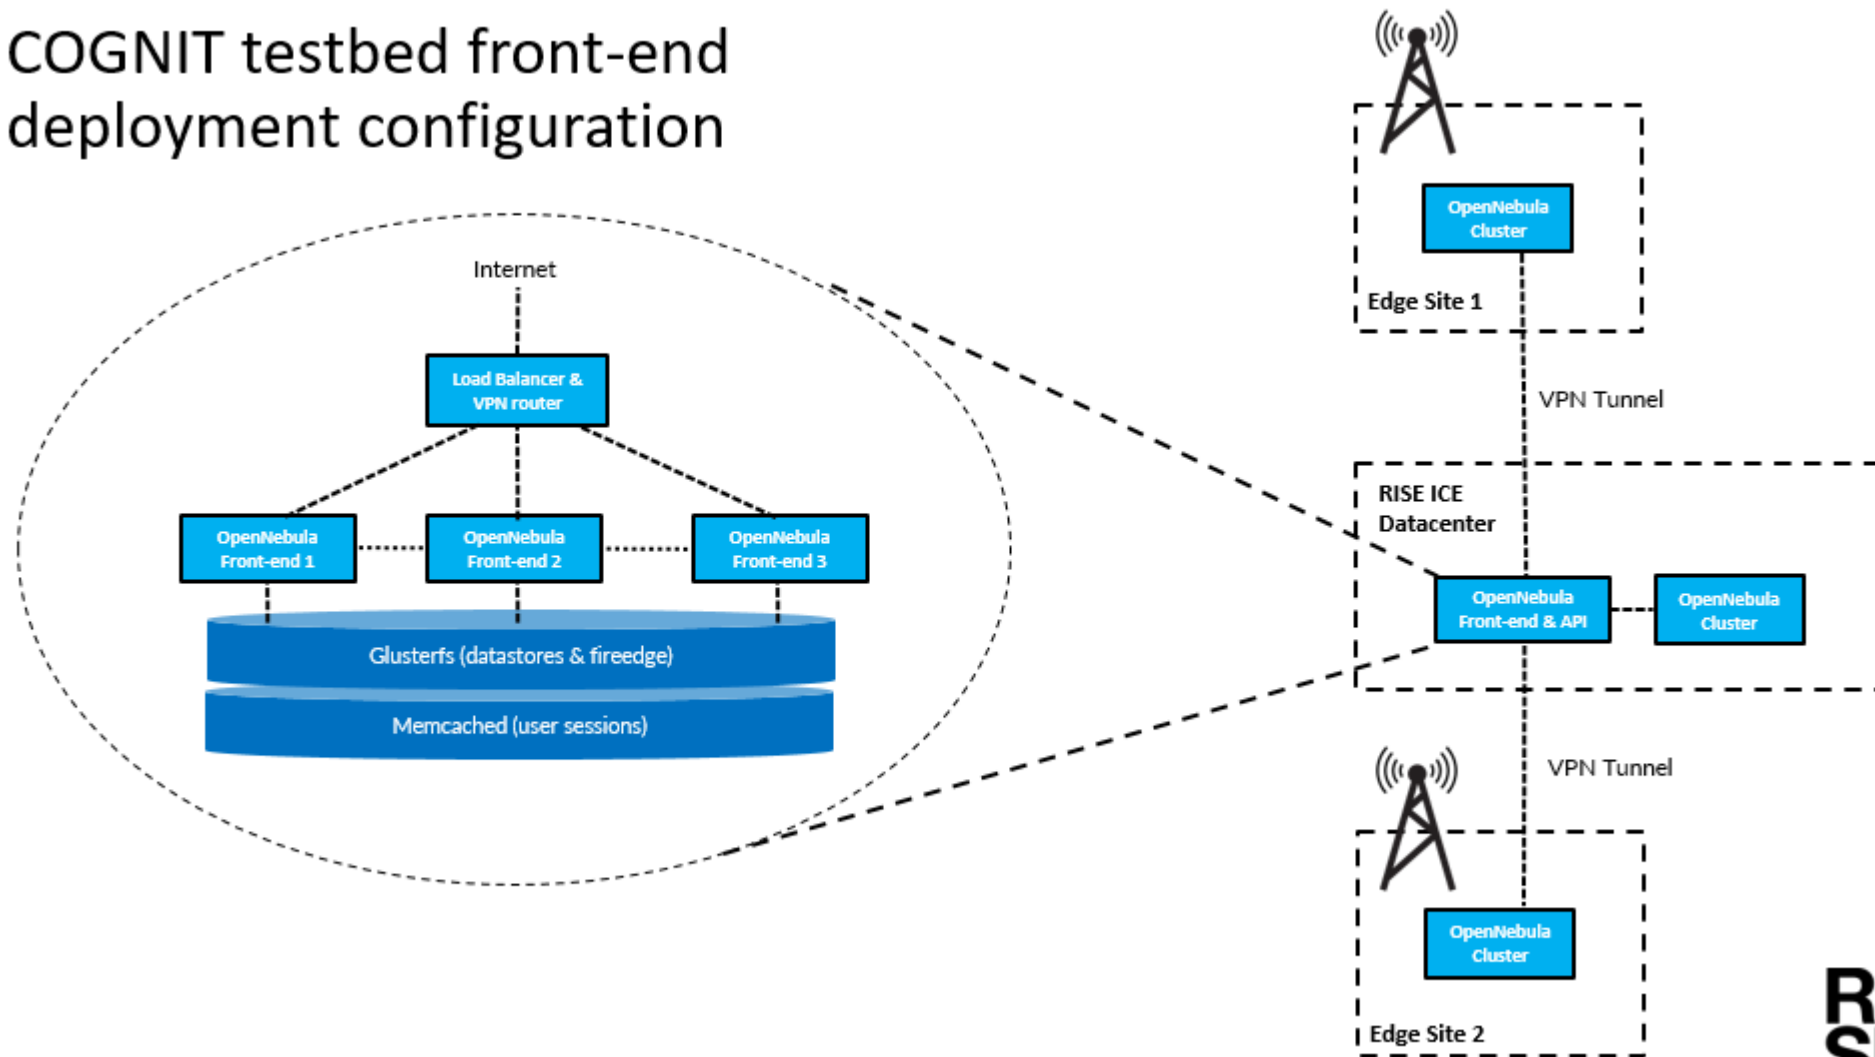 COGNIT testbed front-end
deployment configuration
Internet
Load Balancer &
VPN router
OpenNebula
Front-end 1
OpenNebula
Front-end 2
OpenNebula
Front-end 3
Glusterfs (datastores & fireedge)
Memcached (user sessions)
OpenNebula
Cluster
Edge Site 1
VPN Tunnel
RISE ICE
Datacenter
OpenNebula
Front-end & API
OpenNebula
Cluster
VPN Tunnel
OpenNebula
Cluster
Edge Site 2